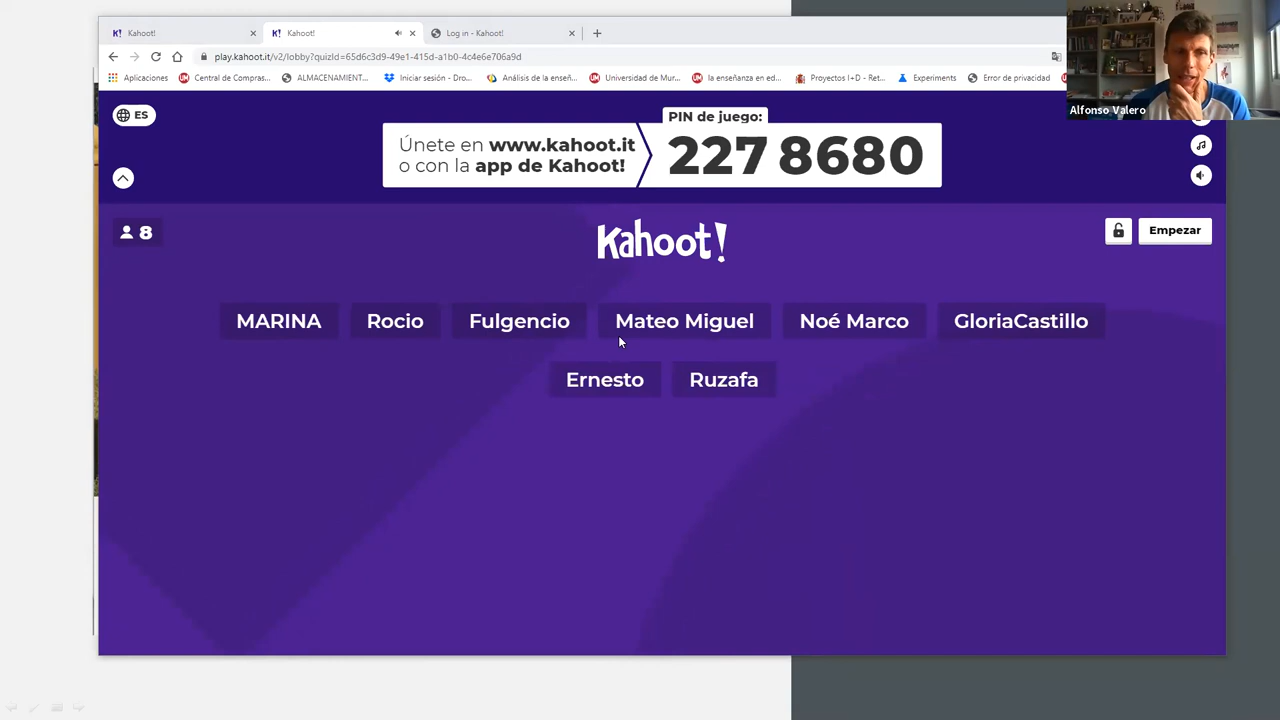 Kahoot!
Kahoot!
Log in - Kahoot!
play.kahoot.it/v2/lobby?quizId=65d6c3d9-49e1-415d-a1b0-4c4e6e706a9d
Aplicaciones
Central de Compras...
ALMACENAMIENT...
Iniciar sesión - Dro...
Análisis de la enseñ...
Universidad de Mur...
la enseñanza en ed...
Proyectos I+D - Ret...
Experiments
Error de privacidad
Alfonso Valero
ES
PIN de juego:
Únete en www.kahoot.it
o con la app de Kahoot!
227 8680
8
Kahoot!
Empezar
MARINA
Rocio
Fulgencio
Mateo Miguel
Noé Marco
GloriaCastillo
Ernesto
Ruzafa